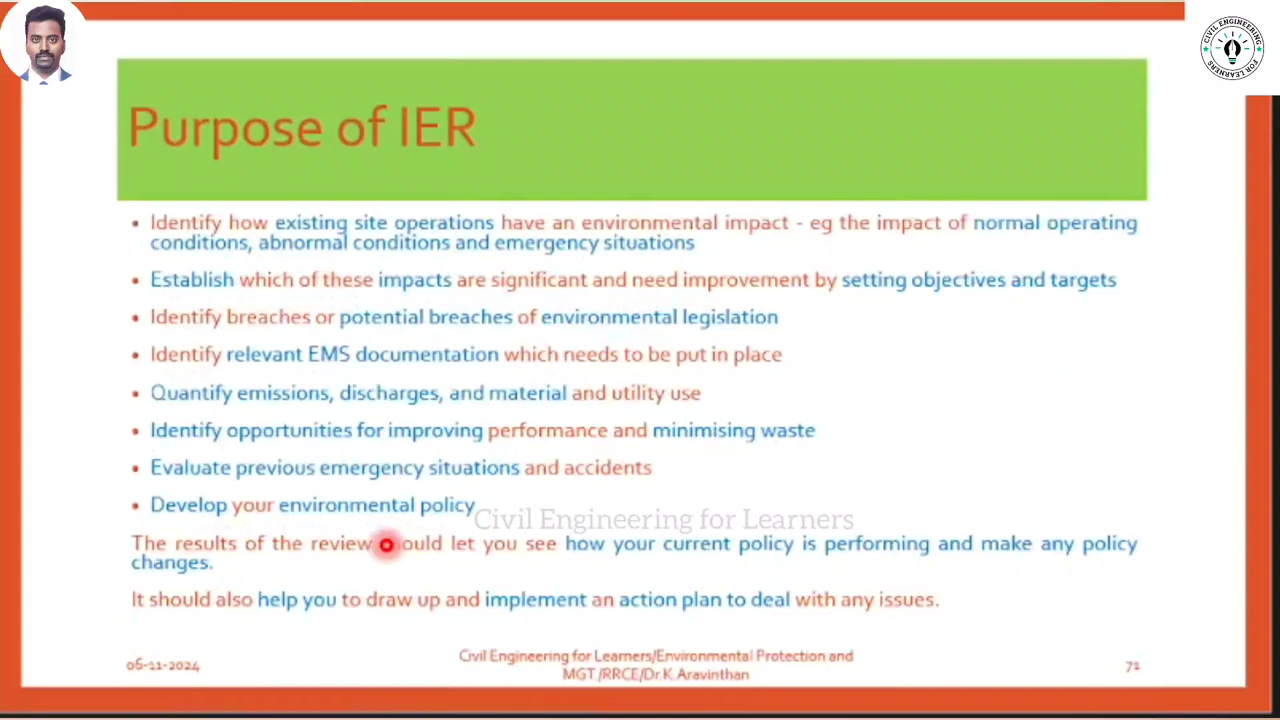 CIVIL ENGINEERING
FOR LEARNERS
Purpose of IER
• Identify how existing site operations have an environmental impact - eg the impact of normal operating
conditions, abnormal conditions and emergency situations
• Establish which of these impacts are significant and need improvement by setting objectives and targets
• Identify breaches or potential breaches of environmental legislation
• Identify relevant EMS documentation which needs to be put in place
• Quantify emissions, discharges, and material and utility use
• Identify opportunities for improving performance and minimising waste
• Evaluate previous emergency situations and accidents
• Develop your environmental policy
Civil Engineering for Learners
The results of the review ould let you see how your current policy is performing and make any policy
changes.
It should also help you to draw up and implement an action plan to deal with any issues.
06-11-2024
Civil Engineering for Learners/Environmental Protection and
MGT/RRCE/Dr.K.Aravinthan
71